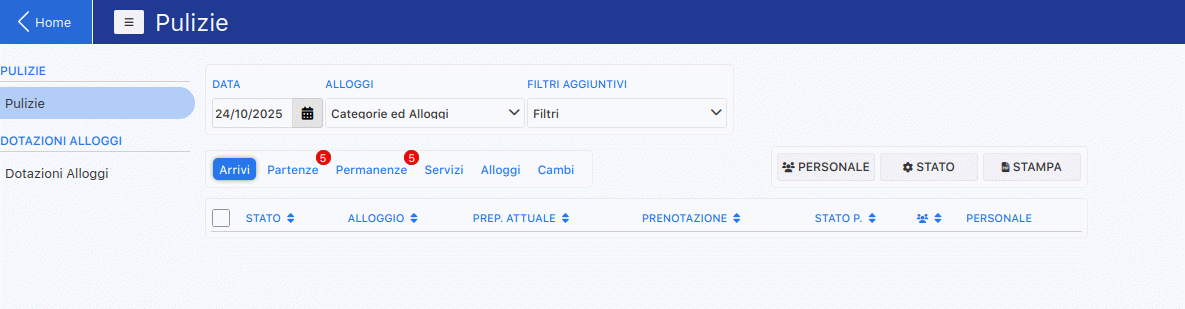 Home
Pulizie
PULIZIE
Pulizie
DOTAZIONI ALLOGGI
Dotazioni Alloggi
DATA ALLOGGI FILTRI AGGIUNTIVI
24/10/2025 Categorie ed Alloggi Filtri
Arrivi Partenze 5 Permanenze 5 Servizi Alloggi Cambi
PERSONALE STATO STAMPA
STATO ALLOGGIO PREP. ATTUALE PRENOTAZIONE STATO P. PERSONALE